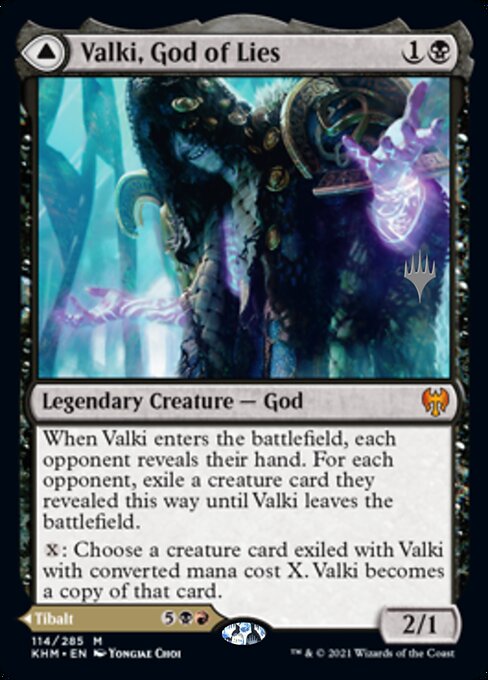 Valki, God of Lies 1
Legendary Creature — God
When Valki enters the battlefield, each
opponent reveals their hand. For each
opponent, exile a creature card they
revealed this way until Valki leaves the
battlefield.
X: Choose a creature card exiled with Valki
with converted mana cost X. Valki becomes
a copy of that card.
Tibalt 5
2/1
114/285 M
KHM • EN Yongjae Choi
™ & © 2021 Wizards of the Coast